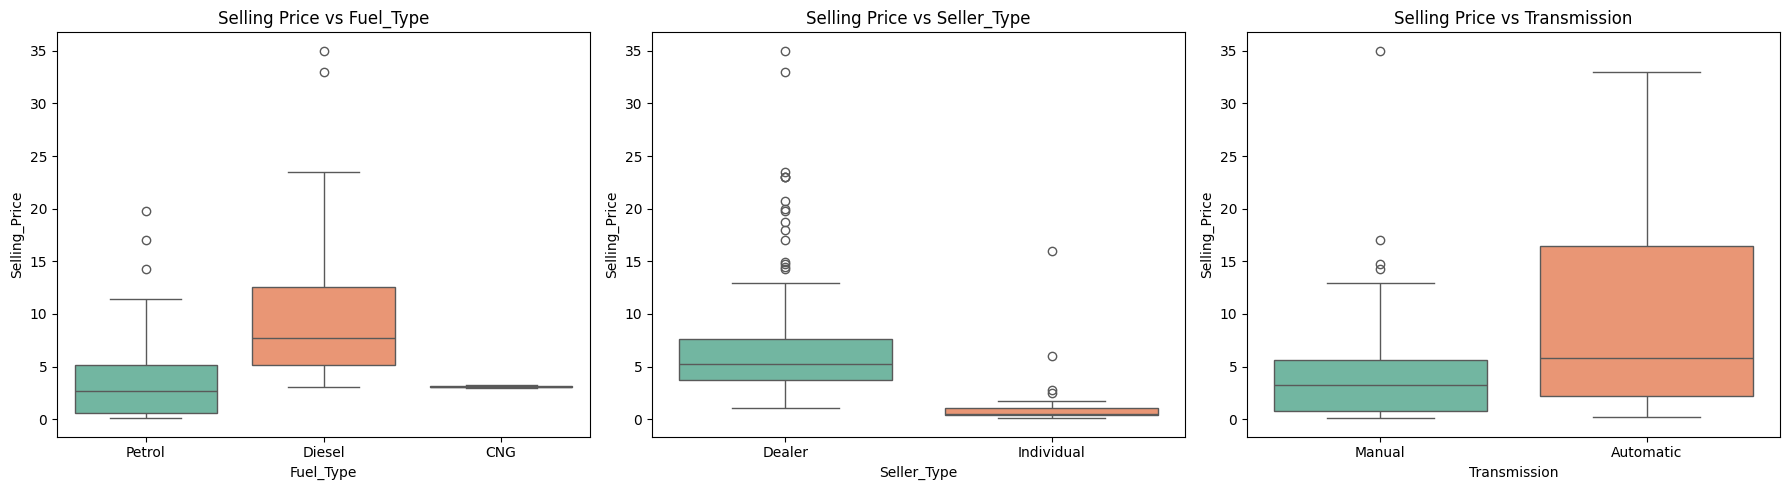 Selling Price vs Fuel_Type
Selling_Price
35
30
25
20
15
10
5
0
Petrol Diesel CNG
Fuel_Type
Selling Price vs Seller_Type
Selling_Price
35
30
25
20
15
10
5
0
Dealer Individual
Seller_Type
Selling Price vs Transmission
Selling_Price
35
30
25
20
15
10
5
0
Manual Automatic
Transmission